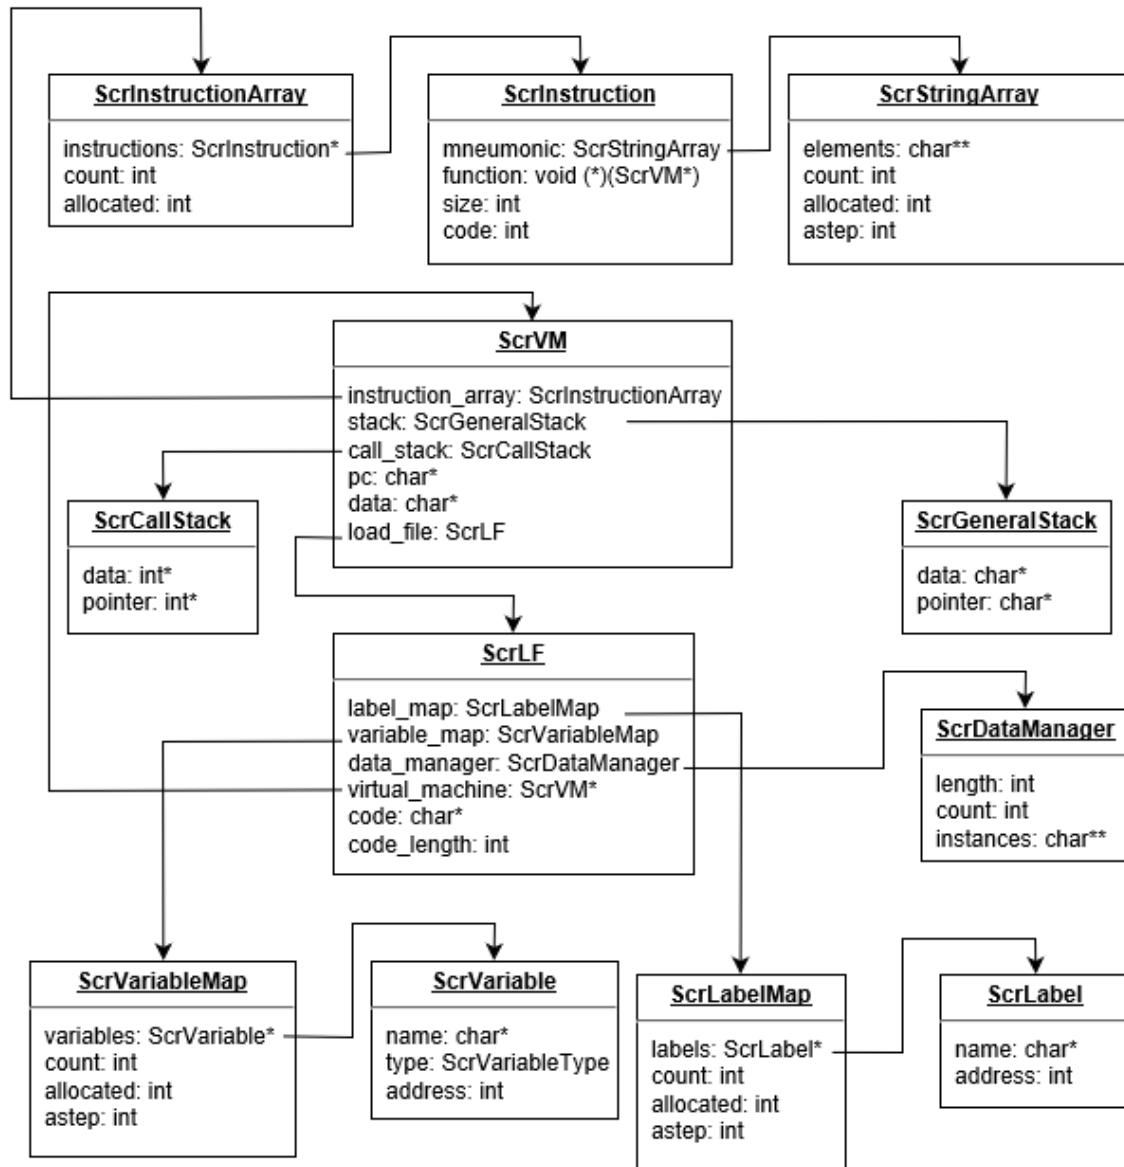 ScrInstructionArray
instructions: ScrInstruction*
count: int
allocated: int
ScrInstruction
mneumonic: ScrStringArray
function: void (*)(ScrVM*)
size: int
code: int
ScrStringArray
elements: char**
count: int
allocated: int
astep: int
ScrVM
instruction_array: ScrInstructionArray
stack: ScrGeneralStack
call_stack: ScrCallStack
pc: char*
data: char*
load_file: ScrLF
ScrCallStack
data: int*
pointer: int*
ScrGeneralStack
data: char*
pointer: char*
ScrLF
label_map: ScrLabelMap
variable_map: ScrVariableMap
data_manager: ScrDataManager
virtual_machine: ScrVM*
code: char*
code_length: int
ScrDataManager
length: int
count: int
instances: char**
ScrVariableMap
variables: ScrVariable*
count: int
allocated: int
astep: int
ScrVariable
name: char*
type: ScrVariableType
address: int
ScrLabelMap
labels: ScrLabel*
count: int
allocated: int
astep: int
ScrLabel
name: char*
address: int